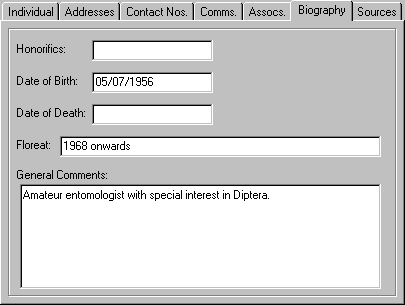 Individual Addresses Contact Nos. Comms. Assocs. Biography Sources
Honorifics:
Date of Birth: 05/07/1956
Date of Death:
Floreat: 1968 onwards
General Comments:
Amateur entomologist with special interest in Diptera.